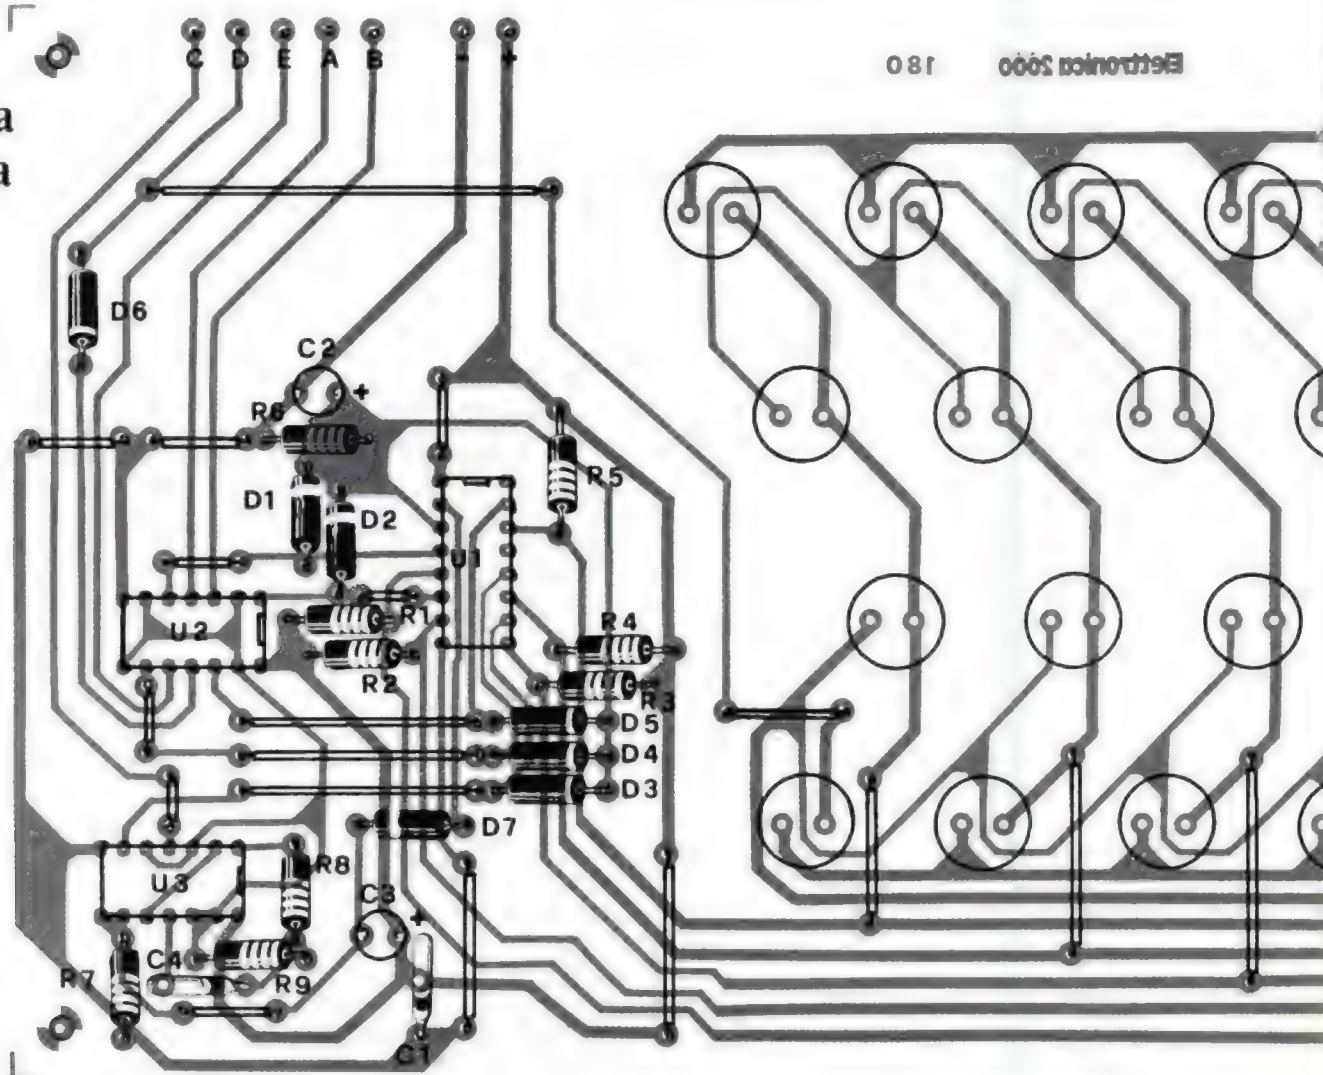 C D E A B - +
180 Elettronica 2000
a
a
D6
C2
+
R6
R5
D1
D2
U1
R1
R4
U2
R2
R3
D5
D4
D3
D7
R8
U3
C3
+
C4
R7
R9
C1